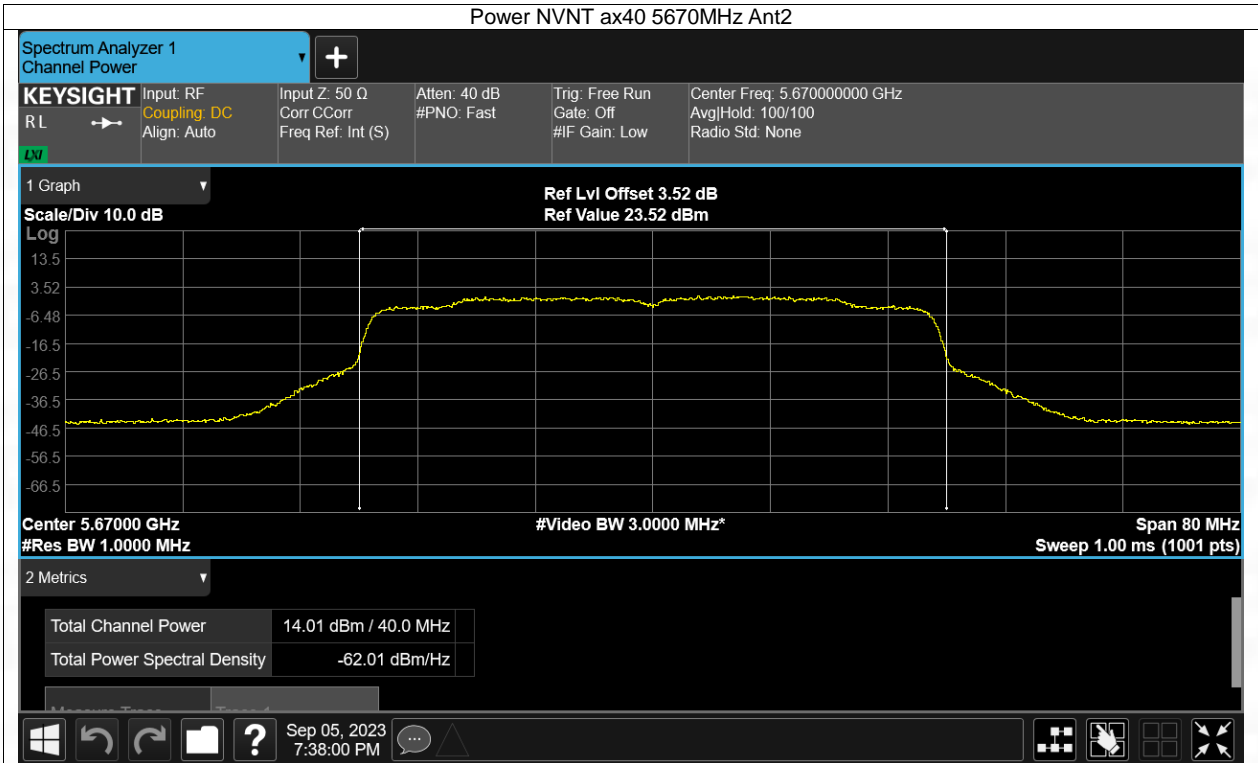 Power NVNT ax40 5670MHz Ant2
Spectrum Analyzer 1
Channel Power
KEYSIGHT
R L
LXI
Input: RF
Coupling: DC
Align: Auto
Input Z: 50 Ω
Corr CCorr
Freq Ref: Int (S)
Atten: 40 dB
#PNO: Fast
Trig: Free Run
Gate: Off
#IF Gain: Low
Center Freq: 5.670000000 GHz
Avg|Hold: 100/100
Radio Std: None
1 Graph
Scale/Div 10.0 dB
Ref Lvl Offset 3.52 dB
Ref Value 23.52 dBm
Log
13.5
3.52
-6.48
-16.5
-26.5
-36.5
-46.5
-56.5
-66.5
Center 5.67000 GHz
#Video BW 3.0000 MHz*
Span 80 MHz
#Res BW 1.0000 MHz
Sweep 1.00 ms (1001 pts)
2 Metrics
Total Channel Power 14.01 dBm / 40.0 MHz
Total Power Spectral Density -62.01 dBm/Hz
Measure Trace Trace 1
Sep 05, 2023
7:38:00 PM